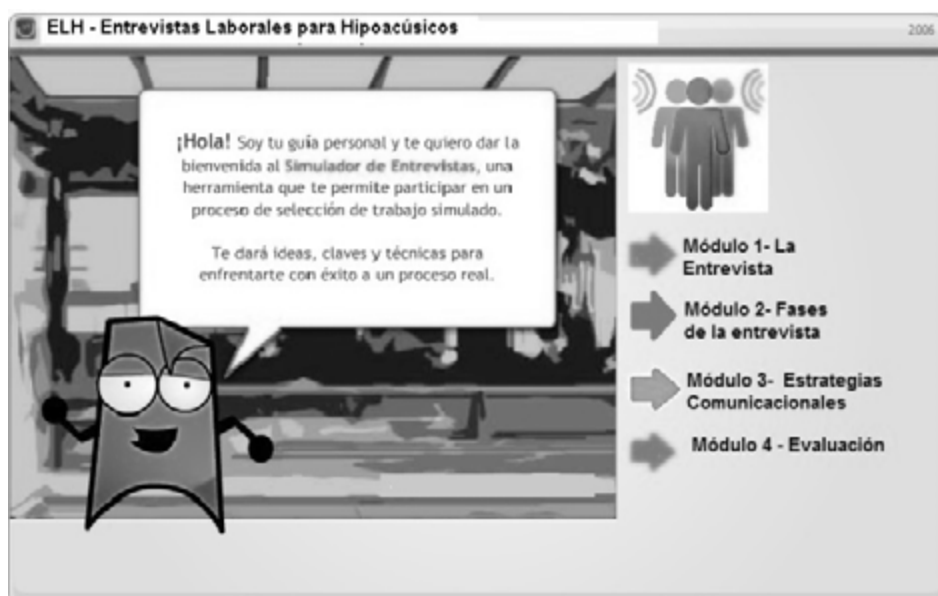 ELH - Entrevistas Laborales para Hipoacúsicos
2006
¡Hola! Soy tu guía personal y te quiero dar la
bienvenida al Simulador de Entrevistas, una
herramienta que te permite participar en un
proceso de selección de trabajo simulado.
Te dará ideas, claves y técnicas para
enfrentarte con éxito a un proceso real.
Módulo 1- La
Entrevista
Módulo 2- Fases
de la entrevista
Módulo 3- Estrategias
Comunicacionales
Módulo 4 - Evaluación